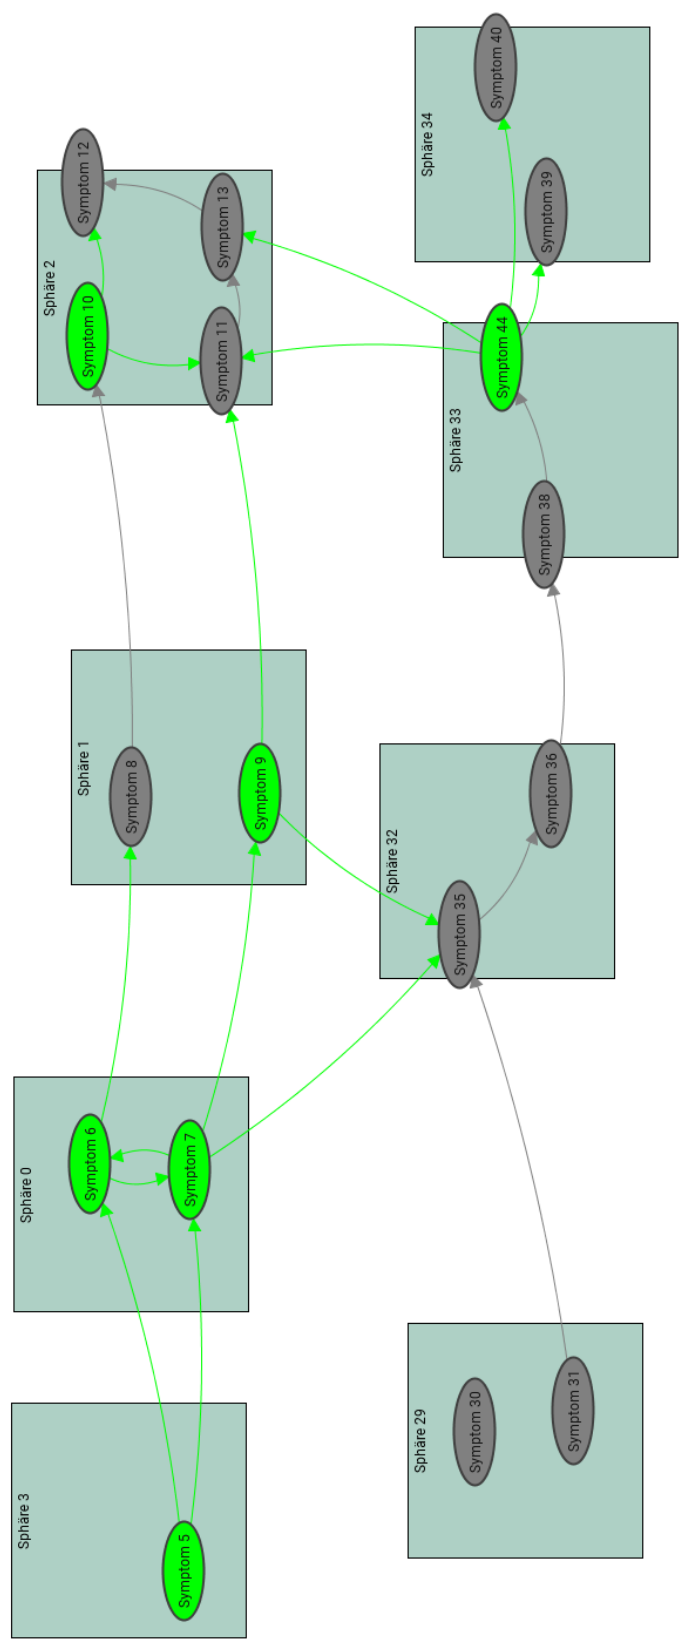 Sphäre 3
Symptom 5
Sphäre 0
Symptom 6
Symptom 7
Sphäre 1
Symptom 8
Symptom 9
Sphäre 2
Symptom 10
Symptom 11
Symptom 12
Symptom 13
Sphäre 29
Symptom 30
Symptom 31
Sphäre 32
Symptom 35
Symptom 36
Sphäre 33
Symptom 38
Symptom 44
Sphäre 34
Symptom 39
Symptom 40